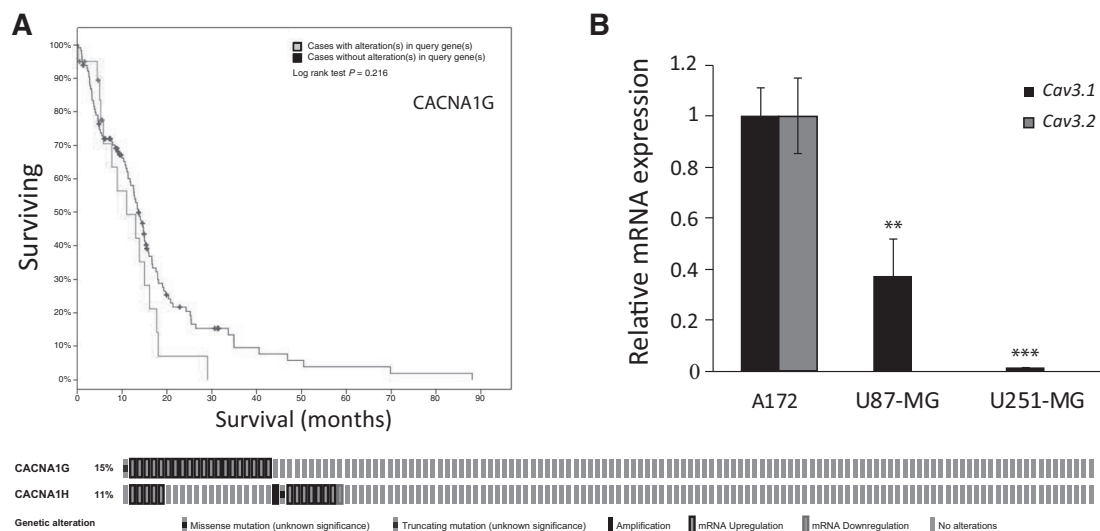 A
100%
90%
80%
70%
60%
50%
40%
30%
20%
10%
0%
Surviving
Cases with alteration(s) in query gene(s)
Cases without alteration(s) in query gene(s)
Log rank test P = 0.216
CACNA1G
0 10 20 30 40 50 60 70 80 90
Survival (months)
B
Relative mRNA expression
1.2
1
0.8
0.6
0.4
0.2
0
Cav3.1
Cav3.2
**
***
A172 U87-MG U251-MG
CACNA1G 15%
CACNA1H 11%
Genetic alteration Missense mutation (unknown significance) Truncating mutation (unknown significance) Amplification mRNA Upregulation mRNA Downregulation No alterations